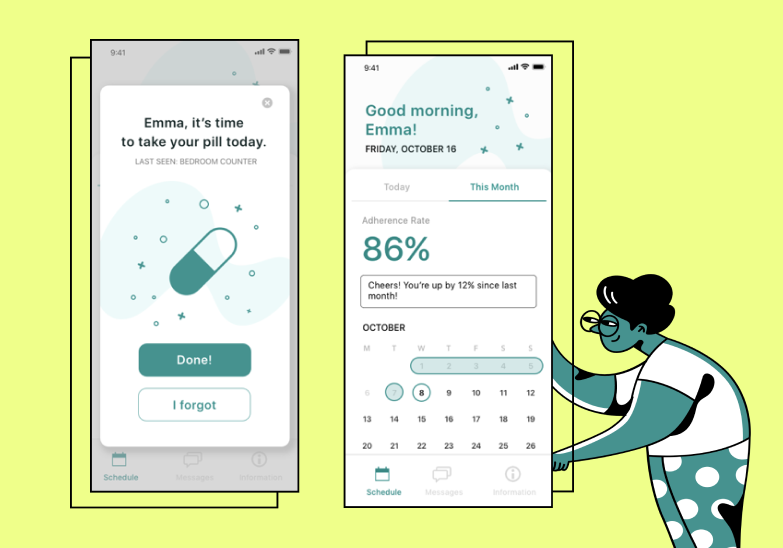 9:41
Emma, it's time
to take your pill today.
LAST SEEN: BEDROOM COUNTER
Done!
I forgot
Schedule
Messages
Information
9:41
Good morning,
Emma!
FRIDAY, OCTOBER 16
Today
This Month
Adherence Rate
86%
Cheers! You're up by 12% since last
month!
OCTOBER
M T W T F S S
1 2 3 4 5
6 7 8 9 10 11 12
13 14 15 16 17 18 19
20 21 22 23 24 25 26
Schedule
Messages
Information